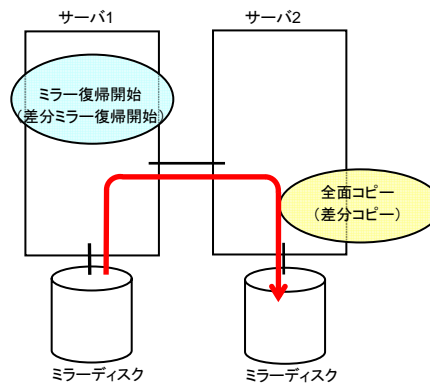 サーバ1
サーバ2
ミラー復帰開始
(差分ミラー復帰開始)
全面コピー
(差分コピー)
ミラーディスク
ミラーディスク